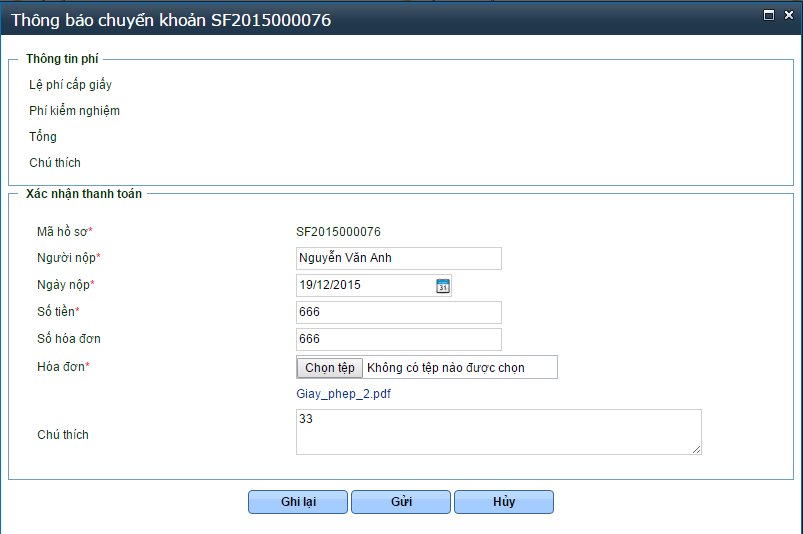 Thông báo chuyển khoản SF2015000076
Thông tin phí
Lệ phí cấp giấy
Phí kiểm nghiệm
Tổng
Chú thích
Xác nhận thanh toán
Mã hồ sơ* SF2015000076
Người nộp* Nguyễn Văn Anh
Ngày nộp* 19/12/2015 31
Số tiền* 666
Số hóa đơn 666
Hóa đơn* Chọn tệp Không có tệp nào được chọn
Giay_phep_2.pdf
Chú thích 33
Ghi lại Gửi Hủy